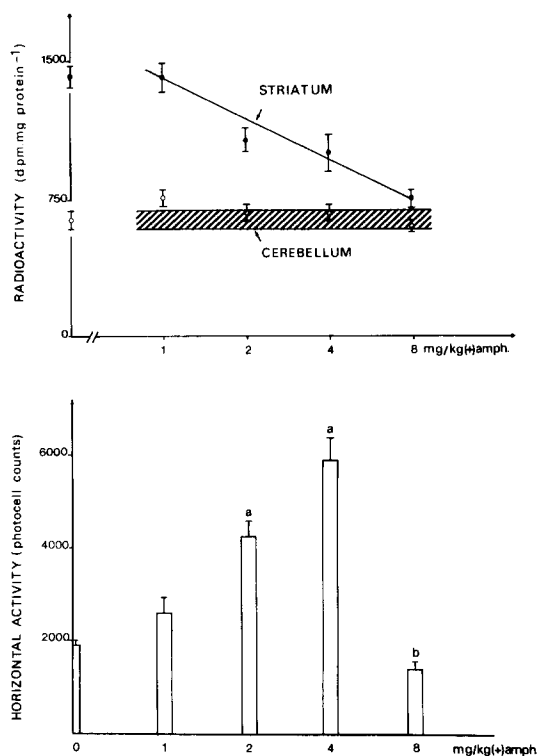 RADIOACTIVITY (dpm.mg protein⁻¹)
1500
STRIATUM
750
CEREBELLUM
0
1 2 4 8 mg/kg(+)amph.
HORIZONTAL ACTIVITY (photocell counts)
6000
a
a
4000
2000
b
0 1 2 4 8 mg/kg(+)amph.